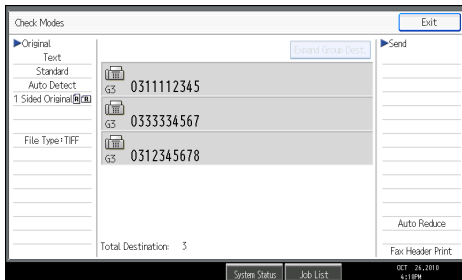 Check Modes
Exit
▶Original
Text
Standard
Auto Detect
1 Sided Original
File Type:TIFF
Expand Group Dest.
G3 0311112345
G3 0333334567
G3 0312345678
Total Destination: 3
▶Send
Auto Reduce
Fax Header Print
System Status
Job List
OCT 26,2010
4:10PM